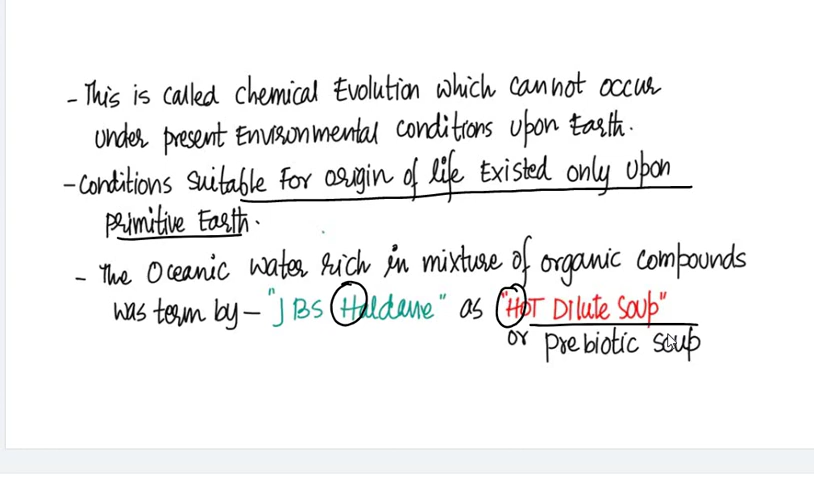 - This is called chemical Evolution which cannot occur
under present Environmental conditions upon Earth.
- Conditions suitable for origin of life Existed only upon
primitive Earth.
- The Oceanic water rich in mixture of organic compounds
was term by - "JBS Haldane" as "HOT Dilute Soup"
or prebiotic soup